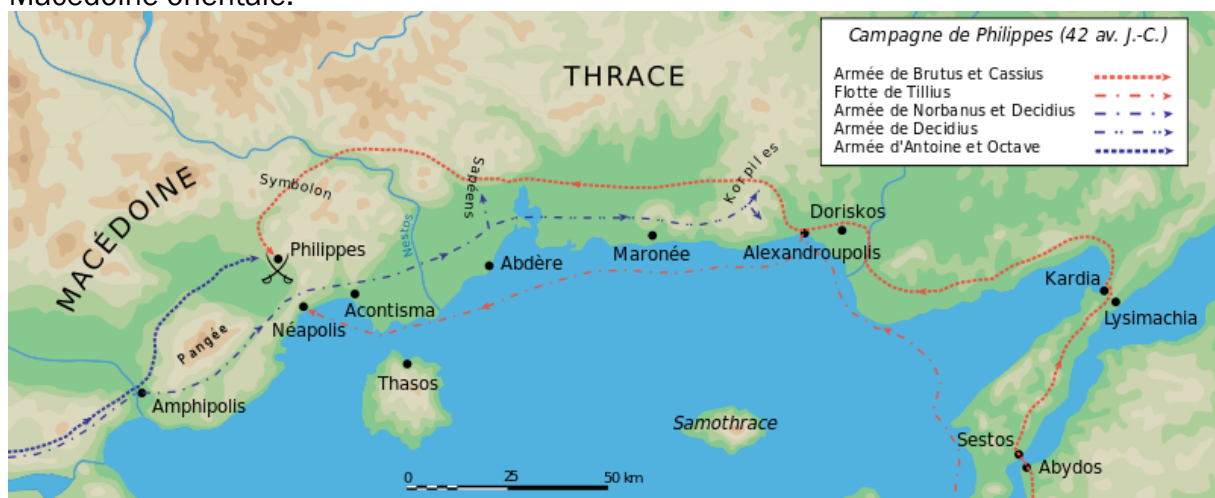 Macédoine orientale.
Campagne de Philippes (42 av. J.-C.)
Armée de Brutus et Cassius
Flotte de Tillius
Armée de Norbanus et Decidius
Armée de Decidius
Armée d'Antoine et Octave
THRACE
MACÉDOINE
Symbolon
Sapéens
Korpiles
Nestos
Philippes
Doriskos
Abdère
Maronée
Alexandroupolis
Kardia
Lysimachia
Acontisma
Néapolis
Pangée
Thasos
Amphipolis
Samothrace
Sestos
Abydos
0 25 50 km